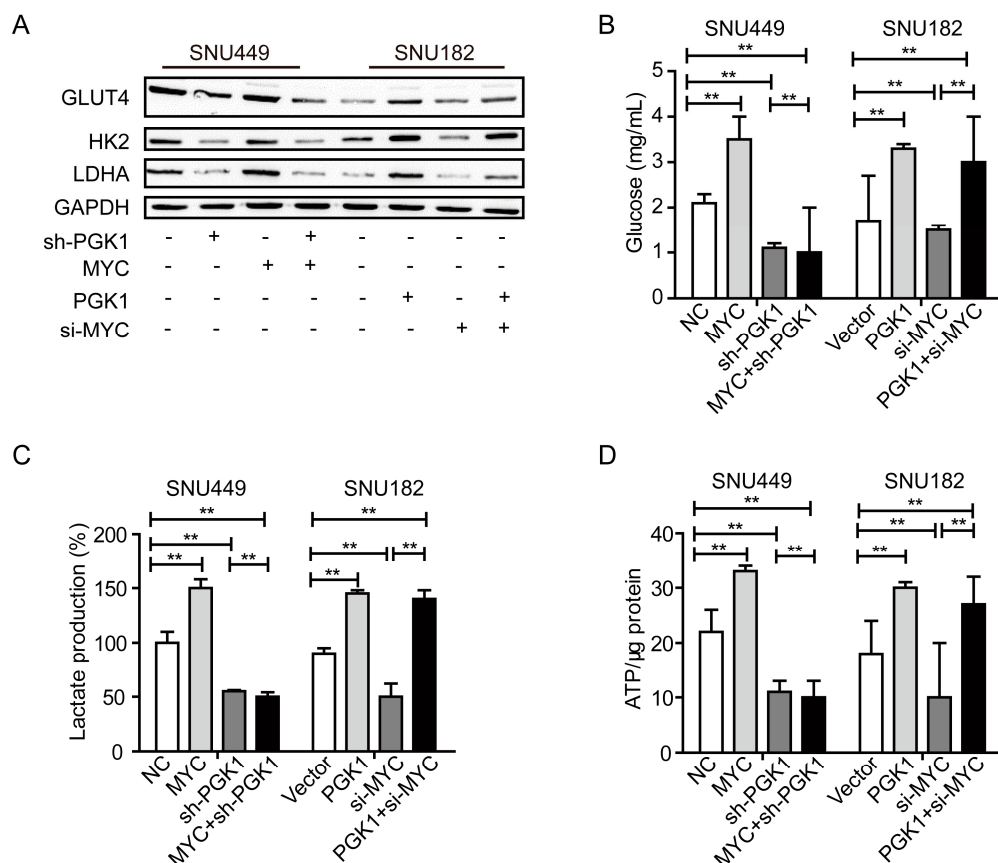 A
SNU449 SNU182
GLUT4
HK2
LDHA
GAPDH
sh-PGK1 - + - + - - - -
MYC - - + + - - - -
PGK1 - - - - - + - +
si-MYC - - - - - - + +
B
SNU449 SNU182
** **
** ** **
** ** **
Glucose (mg/mL)
5
4
3
2
1
0
NC MYC sh-PGK1 MYC+sh-PGK1 Vector PGK1 si-MYC PGK1+si-MYC
C
SNU449 SNU182
** **
** ** **
** ** **
Lactate production (%)
200
150
100
50
0
NC MYC sh-PGK1 MYC+sh-PGK1 Vector PGK1 si-MYC PGK1+si-MYC
D
SNU449 SNU182
** **
** ** **
** ** **
ATP/µg protein
40
30
20
10
0
NC MYC sh-PGK1 MYC+sh-PGK1 Vector PGK1 si-MYC PGK1+si-MYC